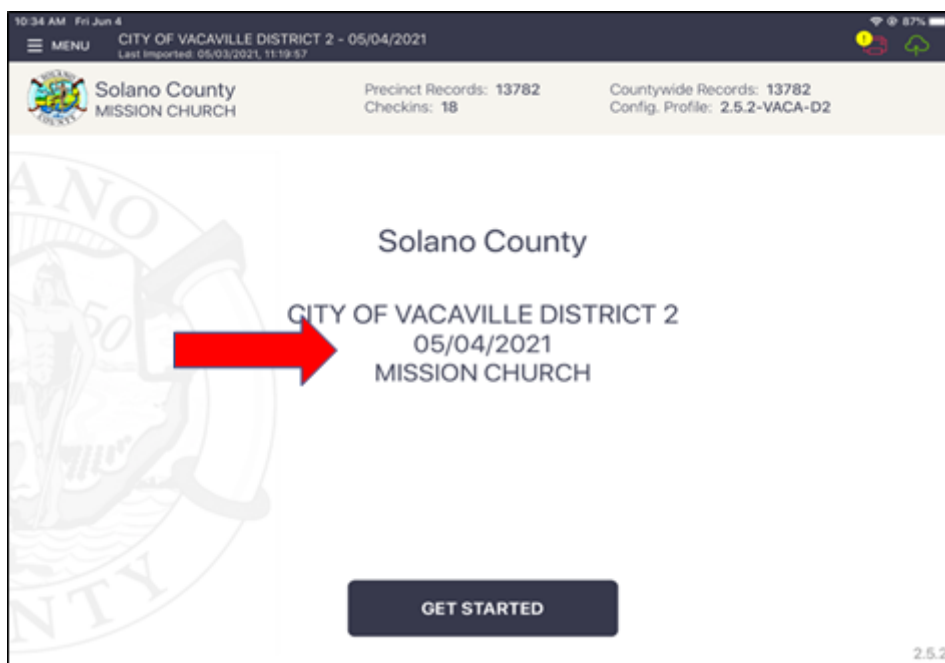 10:34 AM Fri Jun 4
87%
MENU
CITY OF VACAVILLE DISTRICT 2 - 05/04/2021
Last Imported: 05/03/2021, 11:19:57
Solano County
MISSION CHURCH
Precinct Records: 13782
Checkins: 18
Countywide Records: 13782
Config. Profile: 2.5.2-VACA-D2
SOLANO
COUNTY
50
Solano County
CITY OF VACAVILLE DISTRICT 2
05/04/2021
MISSION CHURCH
GET STARTED
2.5.2